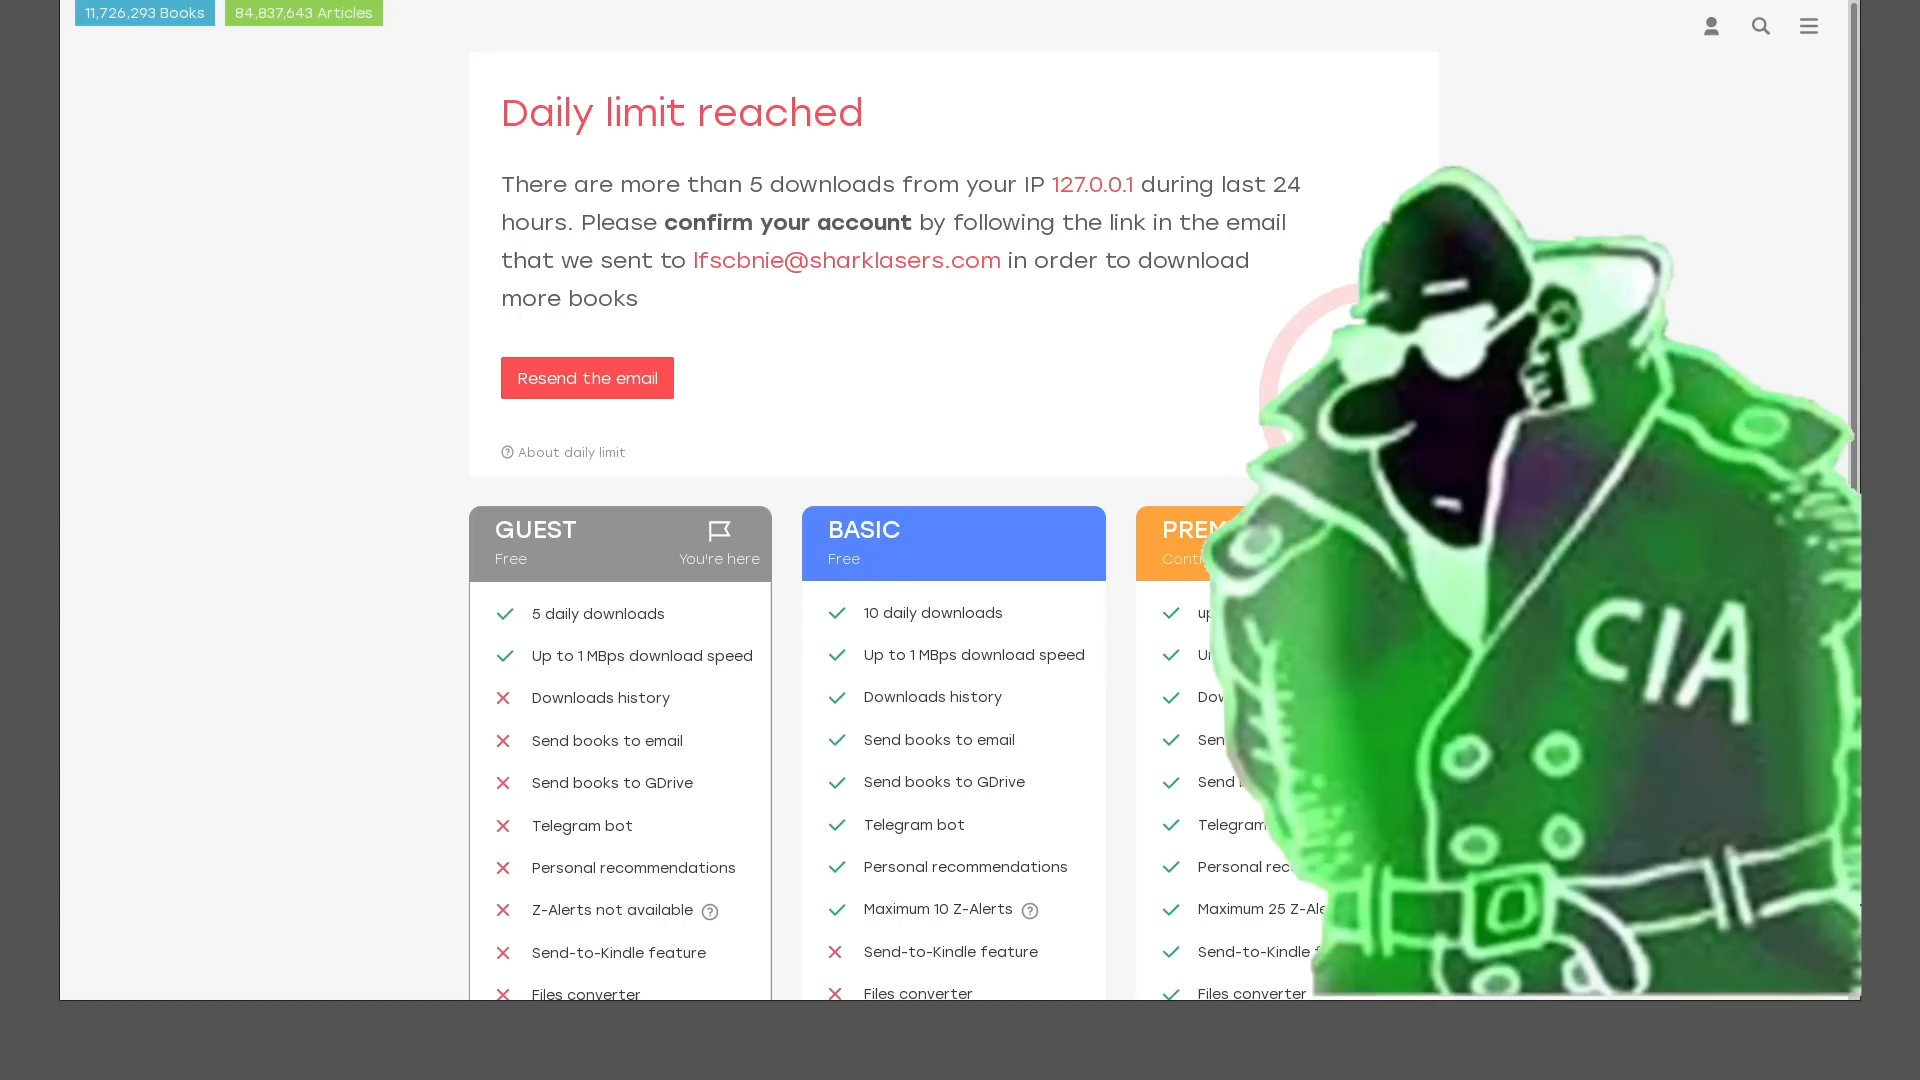 11,726,293 Books
84,837,643 Articles
Daily limit reached
There are more than 5 downloads from your IP 127.0.0.1 during last 24
hours. Please confirm your account by following the link in the email
that we sent to lfscbnie@sharklasers.com in order to download
more books
Resend the email
About daily limit
GUEST
Free
You're here
5 daily downloads
Up to 1 MBps download speed
Downloads history
Send books to email
Send books to GDrive
Telegram bot
Personal recommendations
Z-Alerts not available
Send-to-Kindle feature
Files converter
BASIC
Free
10 daily downloads
Up to 1 MBps download speed
Downloads history
Send books to email
Send books to GDrive
Telegram bot
Personal recommendations
Maximum 10 Z-Alerts
Send-to-Kindle feature
Files converter
Send
Telegram
Personal
Maximum 25
Send-to-Kindle
Files converter
CIA